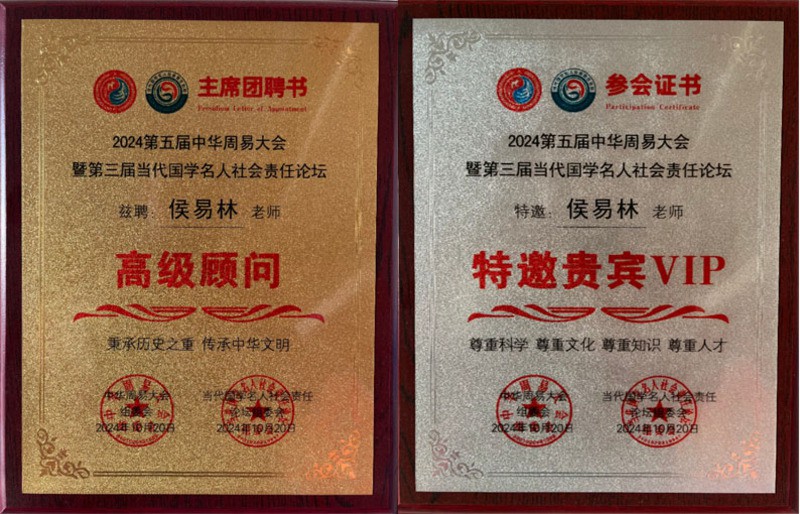 主席团聘书
Presidium Letter of Appointment
2024第五届中华周易大会
暨第三届当代国学名人社会责任论坛
兹聘：侯易林 老师
高级顾问
秉承历史之重 传承中华文明
中华周易大会
组委会
2024年10月20日
当代国学名人社会责任
论坛组委会
2024年10月20日
参会证书
Participation Certificate
2024第五届中华周易大会
暨第三届当代国学名人社会责任论坛
特邀：侯易林 老师
特邀贵宾VIP
尊重科学 尊重文化 尊重知识 尊重人才
中华周易大会
组委会
2024年10月20日
当代国学名人社会责任
论坛组委会
2024年10月20日